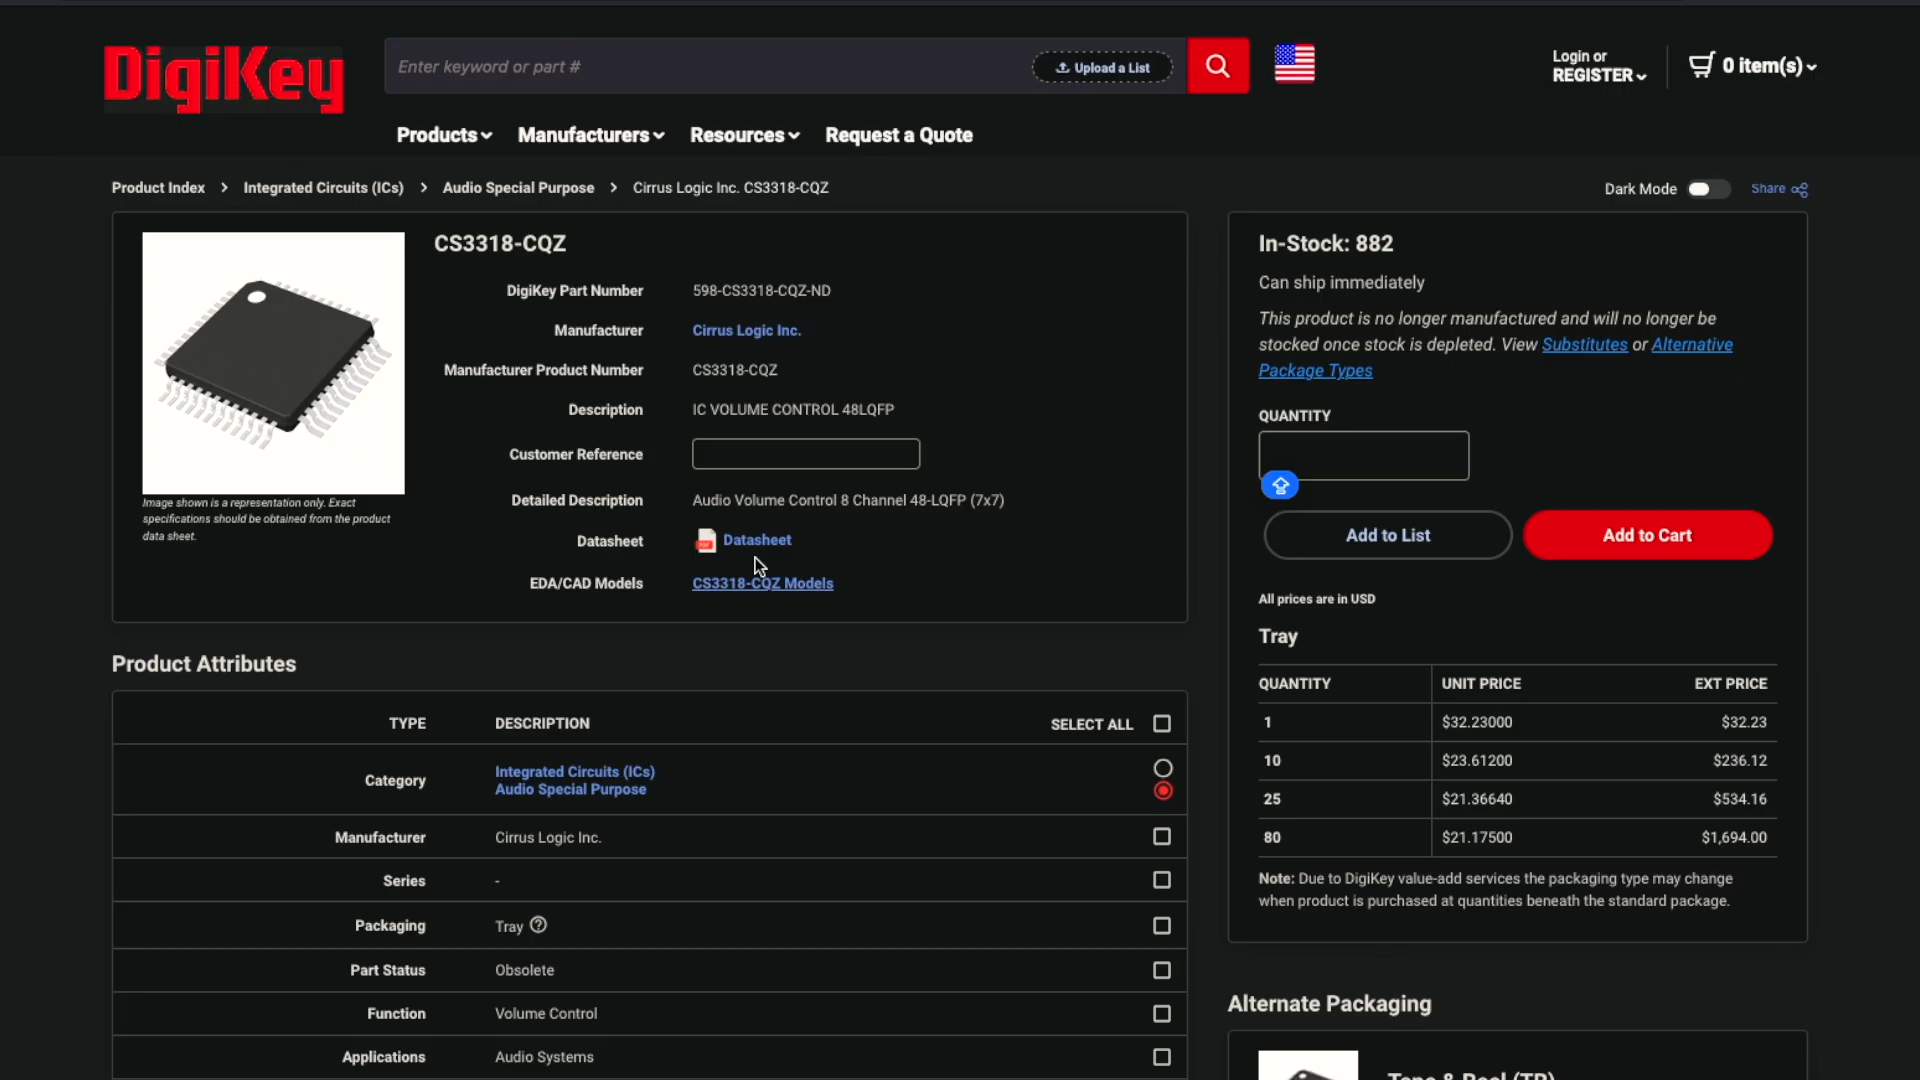 DigiKey
Enter keyword or part #
Upload a List
Login or
REGISTER
0 item(s)
Products
Manufacturers
Resources
Request a Quote
Product Index > Integrated Circuits (ICs) > Audio Special Purpose > Cirrus Logic Inc. CS3318-CQZ
Dark Mode
Share
Image shown is a representation only. Exact
specifications should be obtained from the product
data sheet.
CS3318-CQZ
DigiKey Part Number 598-CS3318-CQZ-ND
Manufacturer Cirrus Logic Inc.
Manufacturer Product Number CS3318-CQZ
Description IC VOLUME CONTROL 48LQFP
Customer Reference
Detailed Description Audio Volume Control 8 Channel 48-LQFP (7x7)
Datasheet Datasheet
EDA/CAD Models CS3318-CQZ Models
In-Stock: 882
Can ship immediately
This product is no longer manufactured and will no longer be
stocked once stock is depleted. View Substitutes or Alternative
Package Types
QUANTITY
Add to List
Add to Cart
All prices are in USD
Tray
QUANTITY UNIT PRICE EXT PRICE
1 $32.23000 $32.23
10 $23.61200 $236.12
25 $21.36640 $534.16
80 $21.17500 $1,694.00
Note: Due to DigiKey value-add services the packaging type may change
when product is purchased at quantities beneath the standard package.
Product Attributes
TYPE DESCRIPTION SELECT ALL
Category Integrated Circuits (ICs)
Audio Special Purpose
Manufacturer Cirrus Logic Inc.
Series -
Packaging Tray ?
Part Status Obsolete
Function Volume Control
Applications Audio Systems
Alternate Packaging
Tape & Reel (TR)